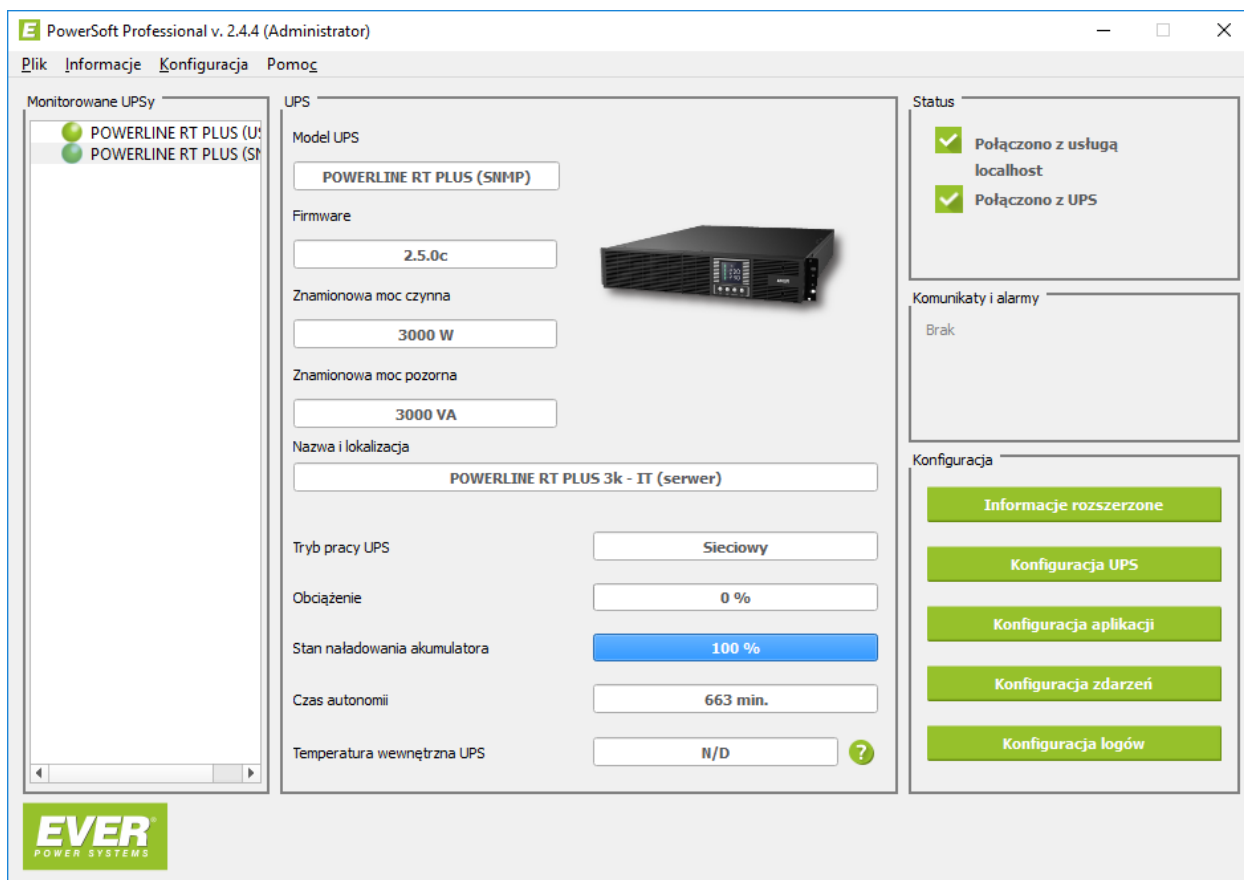 PowerSoft Professional v. 2.4.4 (Administrator)
Plik Informacje Konfiguracja Pomoc
Monitorowane UPSy
POWERLINE RT PLUS (US
POWERLINE RT PLUS (SN
UPS
Model UPS
POWERLINE RT PLUS (SNMP)
Firmware
2.5.0c
Znamionowa moc czynna
3000 W
Znamionowa moc pozorna
3000 VA
Nazwa i lokalizacja
POWERLINE RT PLUS 3k - IT (serwer)
Tryb pracy UPS
Sieciowy
Obciążenie
0 %
Stan naładowania akumulatora
100 %
Czas autonomii
663 min.
Temperatura wewnętrzna UPS
N/D
?
Status
Połączono z usługą
localhost
Połączono z UPS
Komunikaty i alarmy
Brak
Konfiguracja
Informacje rozszerzone
Konfiguracja UPS
Konfiguracja aplikacji
Konfiguracja zdarzeń
Konfiguracja logów
EVER
POWER SYSTEMS